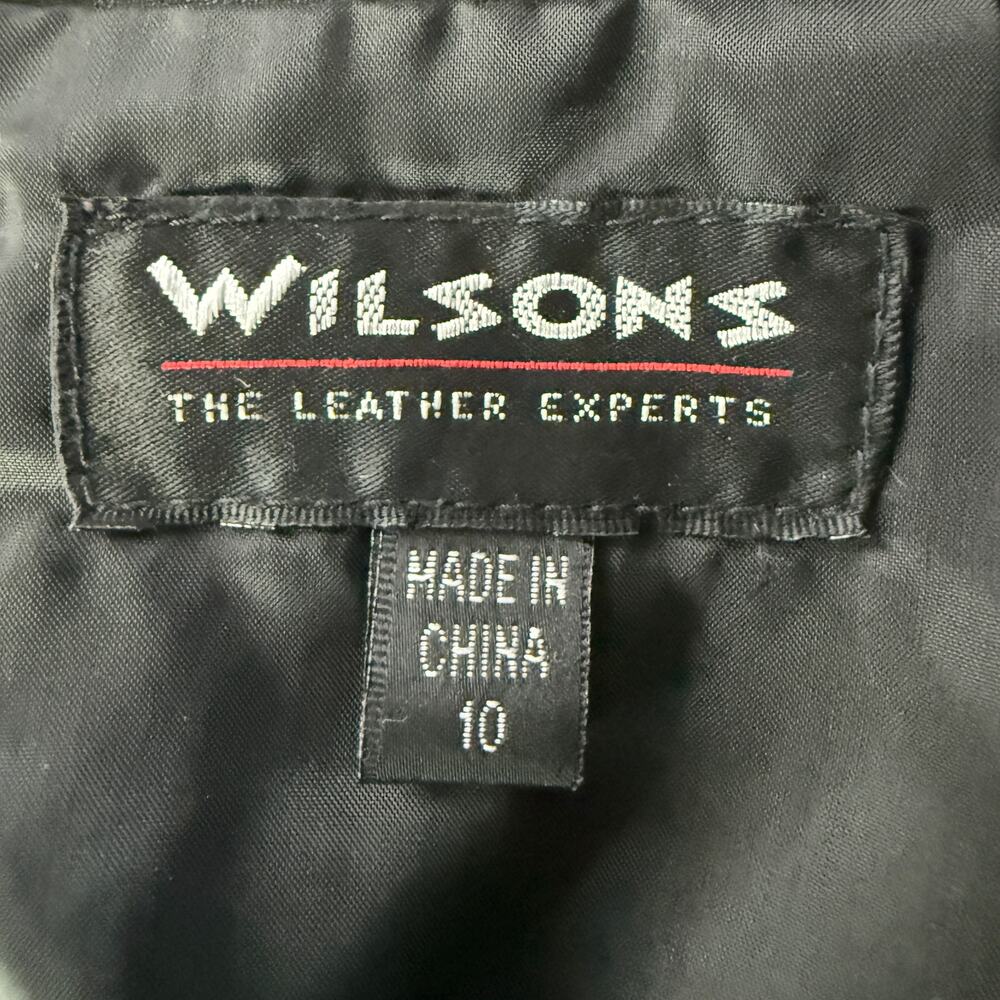 WILSONS
THE LEATHER EXPERTS
MADE IN
CHINA
10